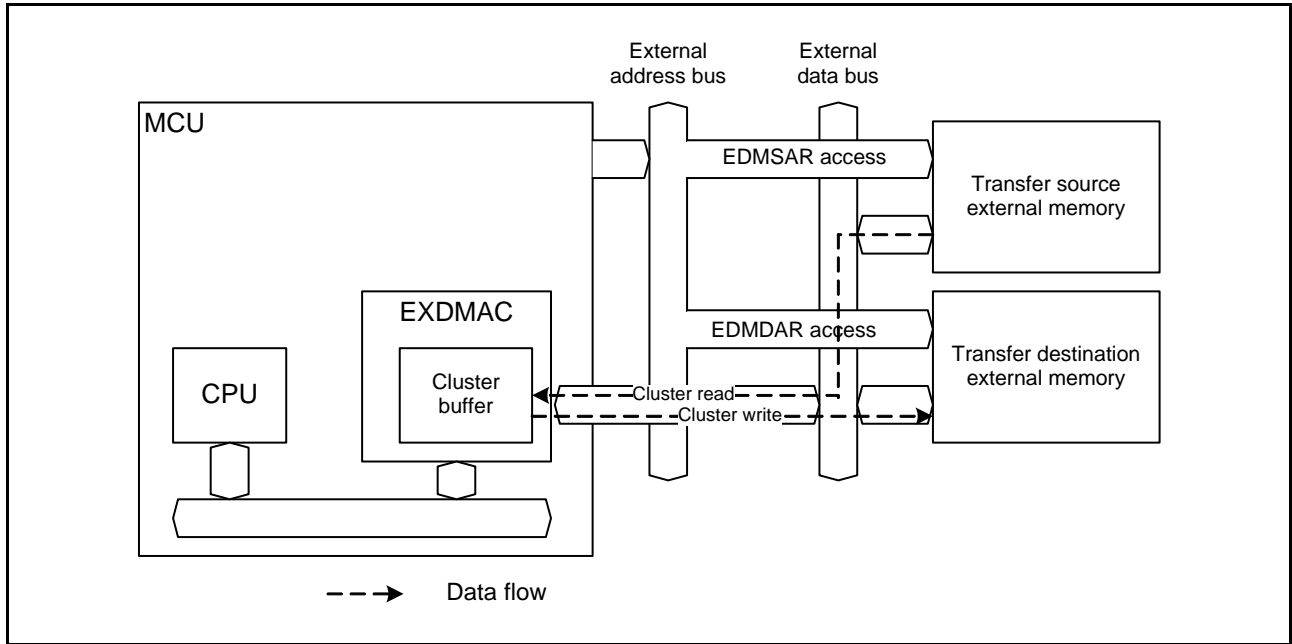 External
address bus
External
data bus
MCU
EDMSAR access
Transfer source
external memory
EXDMAC
EDMDAR access
CPU
Cluster
buffer
Transfer destination
external memory
Cluster read
Cluster write
Data flow